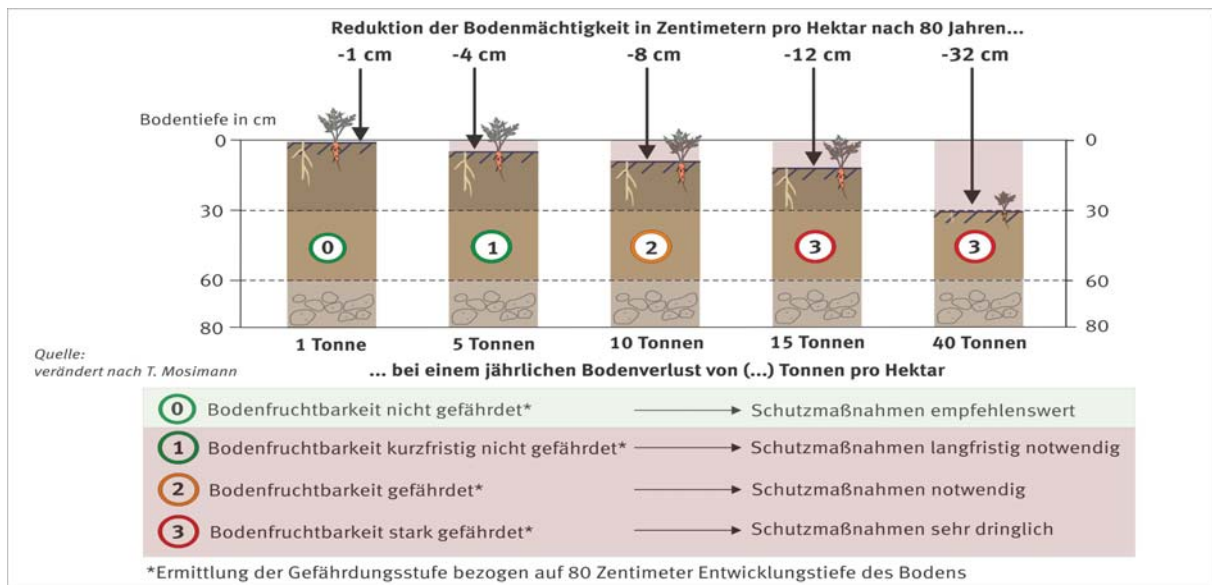 Reduktion der Bodenmächtigkeit in Zentimetern pro Hektar nach 80 Jahren...
-1 cm -4 cm -8 cm -12 cm -32 cm
Bodentiefe in cm
0 0
30 30
0 1 2 3 3
60 60
80 80
1 Tonne 5 Tonnen 10 Tonnen 15 Tonnen 40 Tonnen
Quelle:
verändert nach T. Mosimann
... bei einem jährlichen Bodenverlust von (...) Tonnen pro Hektar
0 Bodenfruchtbarkeit nicht gefährdet* Schutzmaßnahmen empfehlenswert
1 Bodenfruchtbarkeit kurzfristig nicht gefährdet* Schutzmaßnahmen langfristig notwendig
2 Bodenfruchtbarkeit gefährdet* Schutzmaßnahmen notwendig
3 Bodenfruchtbarkeit stark gefährdet* Schutzmaßnahmen sehr dringlich
*Ermittlung der Gefährdungsstufe bezogen auf 80 Zentimeter Entwicklungstiefe des Bodens